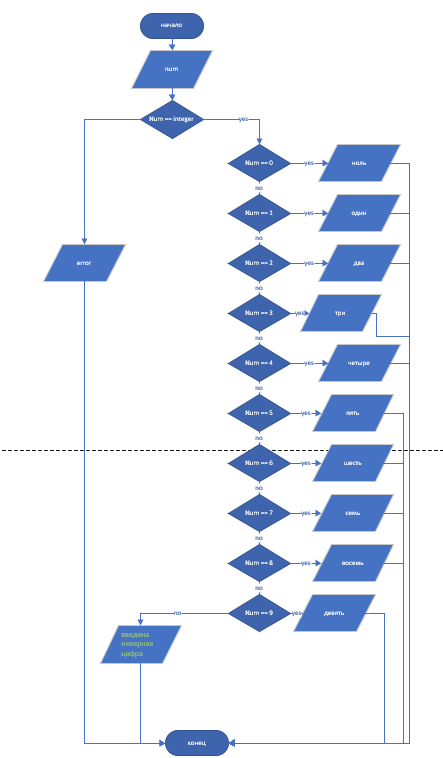 начало
num
Num == integer
yes
Num == 0
yes
ноль
no
Num == 1
yes
один
no
Num == 2
yes
два
error
no
Num == 3
yes
три
no
Num == 4
yes
четыре
no
Num == 5
yes
пять
no
Num == 6
yes
шесть
no
Num == 7
yes
семь
no
Num == 8
yes
восемь
no
Num == 9
yes
девять
no
введена
неверная
цифра
конец